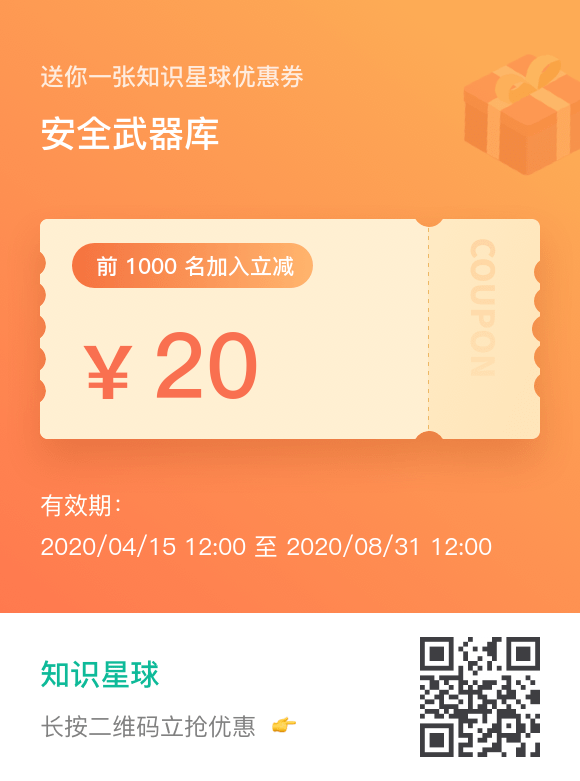 送你一张知识星球优惠券
安全武器库
前 1000 名加入立减
¥ 20
COUPON
有效期：
2020/04/15 12:00 至 2020/08/31 12:00
知识星球
长按二维码立抢优惠 👉